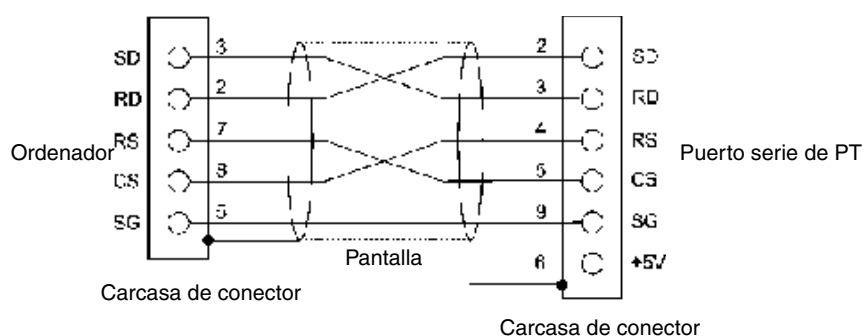 SD 3 2 SD
RD 2 3 RD
RS 7 4 RS
Ordenador Puerto serie de PT
CS 8 5 CS
SG 5 9 SG
Pantalla
6 +5V
Carcasa de conector
Carcasa de conector